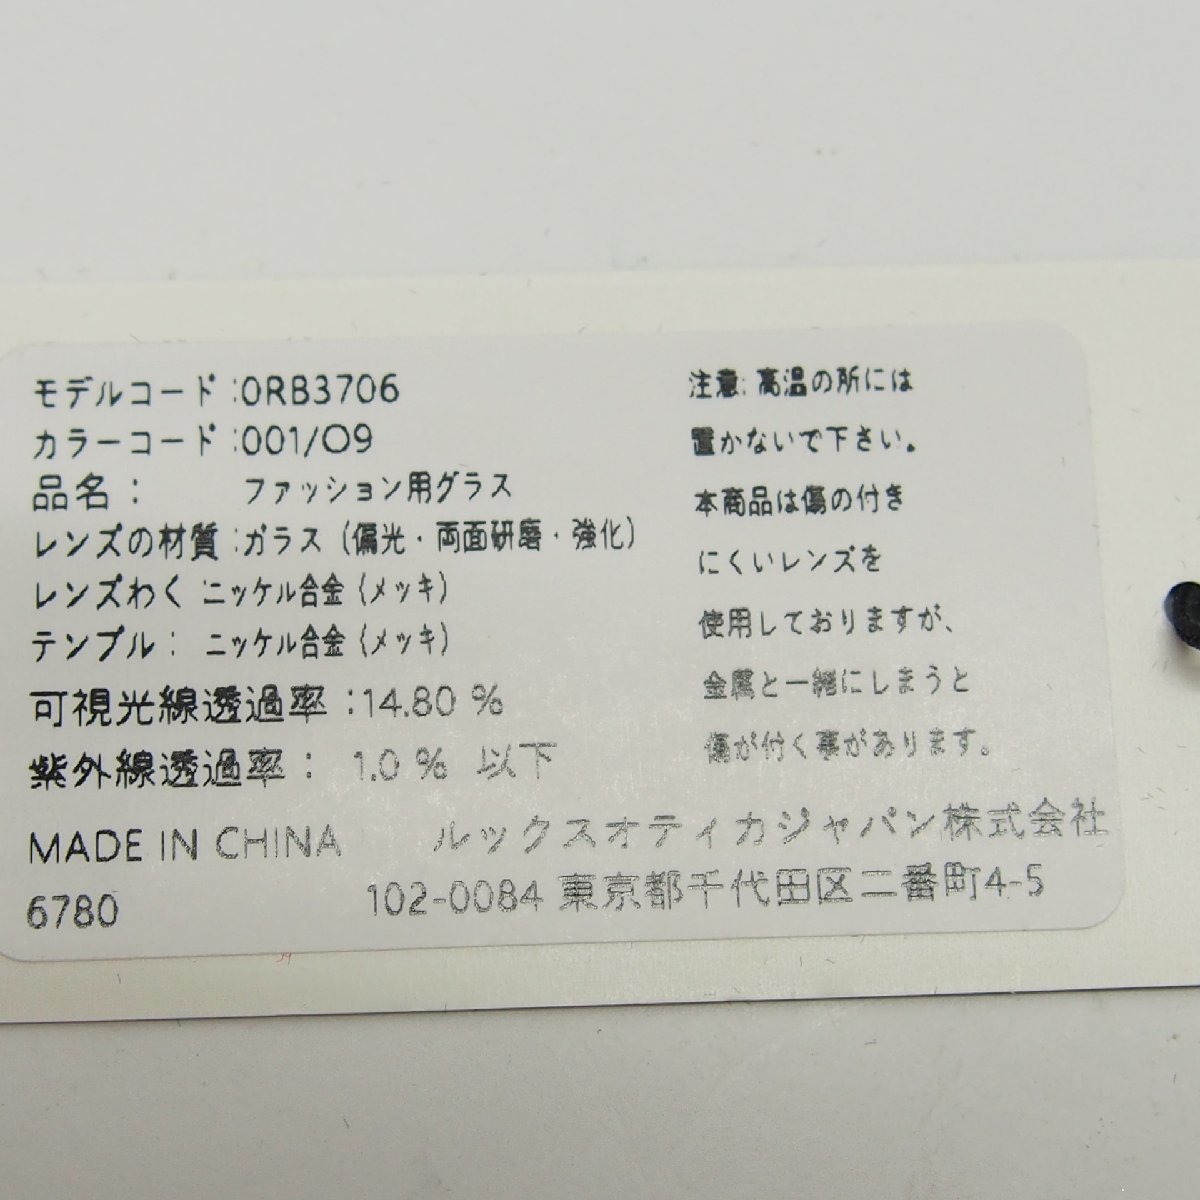 モデルコード :0RB3706
カラーコード :001/O9
品名： ファッション用グラス
レンズの材質 :ガラス (偏光・両面研磨・強化)
レンズわく ニッケル合金 (メッキ)
テンプル： ニッケル合金 (メッキ)
可視光線透過率 :14.80 %
紫外線透過率： 1.0 % 以下
注意: 高温の所には
置かないで下さい。
本商品は傷の付き
にくいレンズを
使用しておりますが、
金属と一緒にしまうと
傷が付く事があります。
MADE IN CHINA ルックスオティカジャパン株式会社
6780 102-0084 東京都千代田区二番町4-5